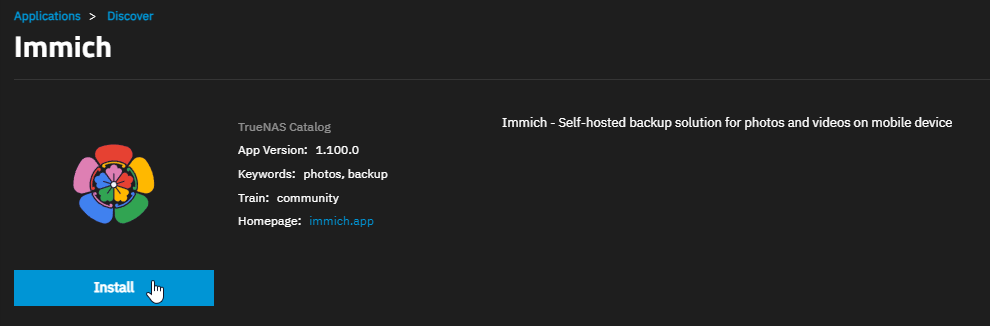 Applications > Discover
Immich
TrueNAS Catalog
App Version: 1.100.0
Keywords: photos, backup
Train: community
Homepage: immich.app
Immich - Self-hosted backup solution for photos and videos on mobile device
Install